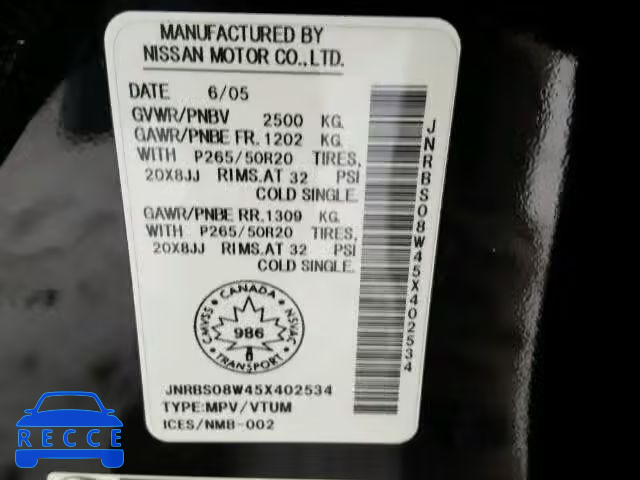 MANUFACTURED BY
NISSAN MOTOR CO.,LTD.
DATE 6/05
GVWR/PNBV 2500 KG.
GAWR/PNBE FR.1202 KG.
WITH P265/50R20 TIRES,
20X8JJ RIMS.AT 32 PSI
COLD SINGLE.
GAWR/PNBE RR.1309 KG.
WITH P265/50R20 TIRES,
20X8JJ RIMS.AT 32 PSI
COLD SINGLE.
CANADA
CMVSS 986 NSVAC
TRANSPORT
JNRBS08W45X402534
TYPE:MPV/VTUM
ICES/NMB-002
JNRBS08W45X402534
RECCE